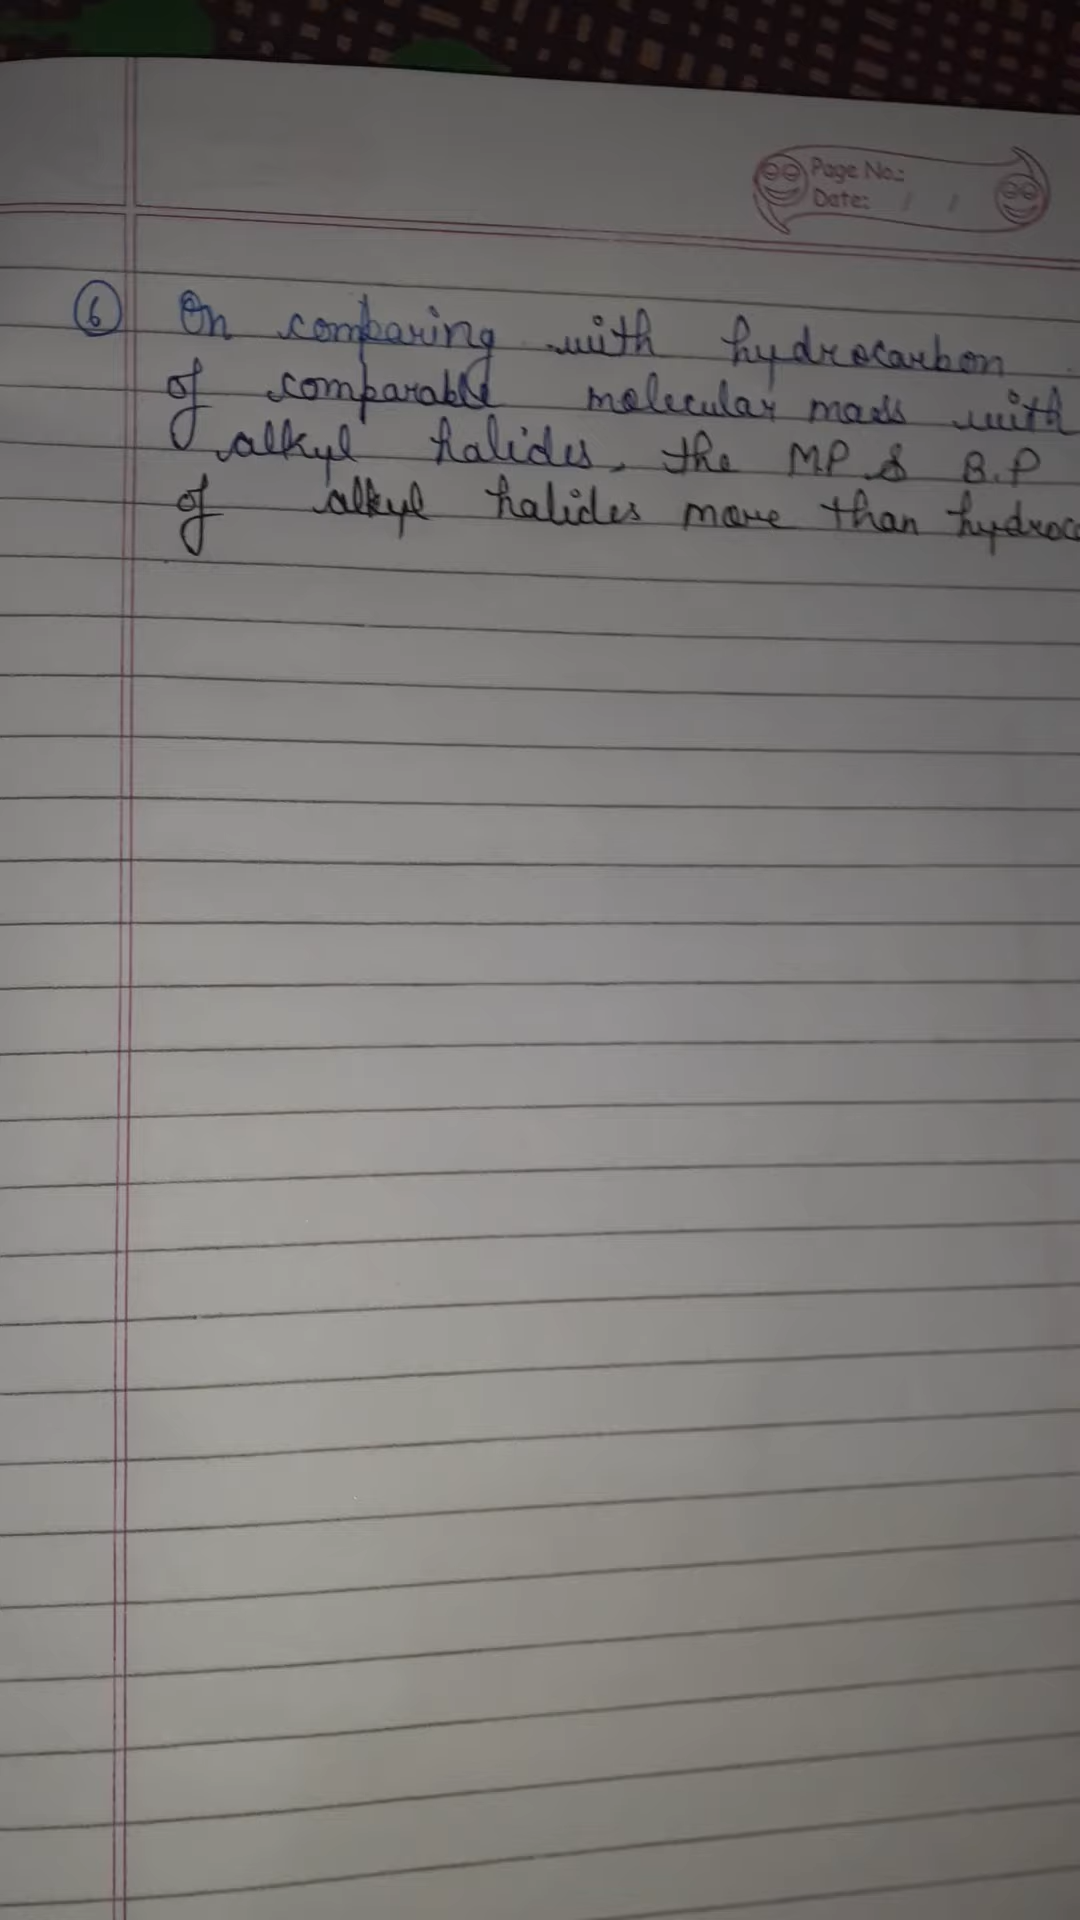 Page No.:
Date: / /
6 On comparing with hydrocarbon
of comparable molecular mass with
alkyl halides, the MP & B.P
of alkyl halides more than hydroc